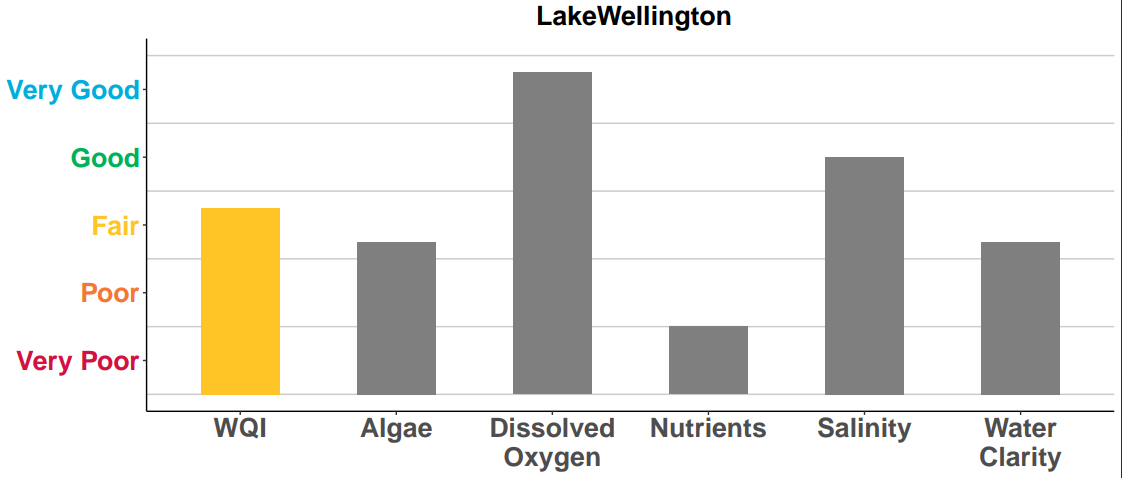 LakeWellington
Very Good
Good
Fair
Poor
Very Poor
WQI
Algae
Dissolved
Oxygen
Nutrients
Salinity
Water
Clarity